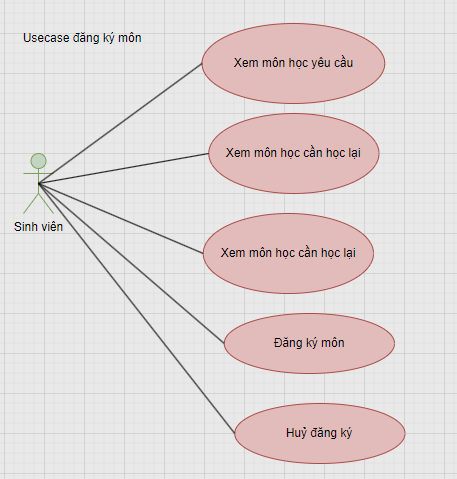 Usecase đăng ký môn
Xem môn học yêu cầu
Xem môn học cần học lại
Sinh viên
Xem môn học cần học lại
Đăng ký môn
Huỷ đăng ký